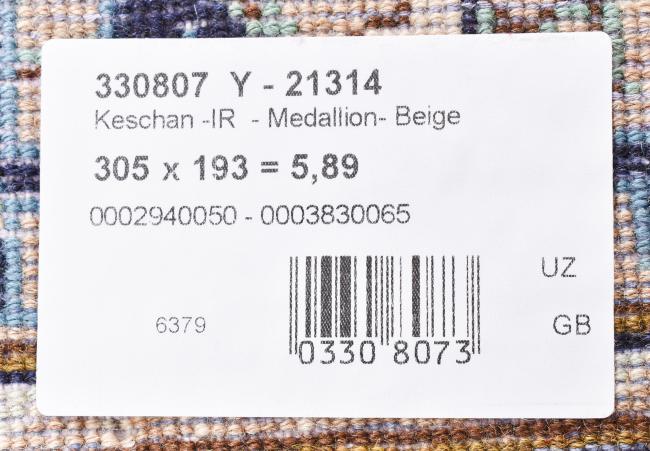 330807 Y - 21314
Keschan -IR - Medallion- Beige
305 x 193 = 5,89
0002940050 - 0003830065
UZ
6379
GB
0330 8073